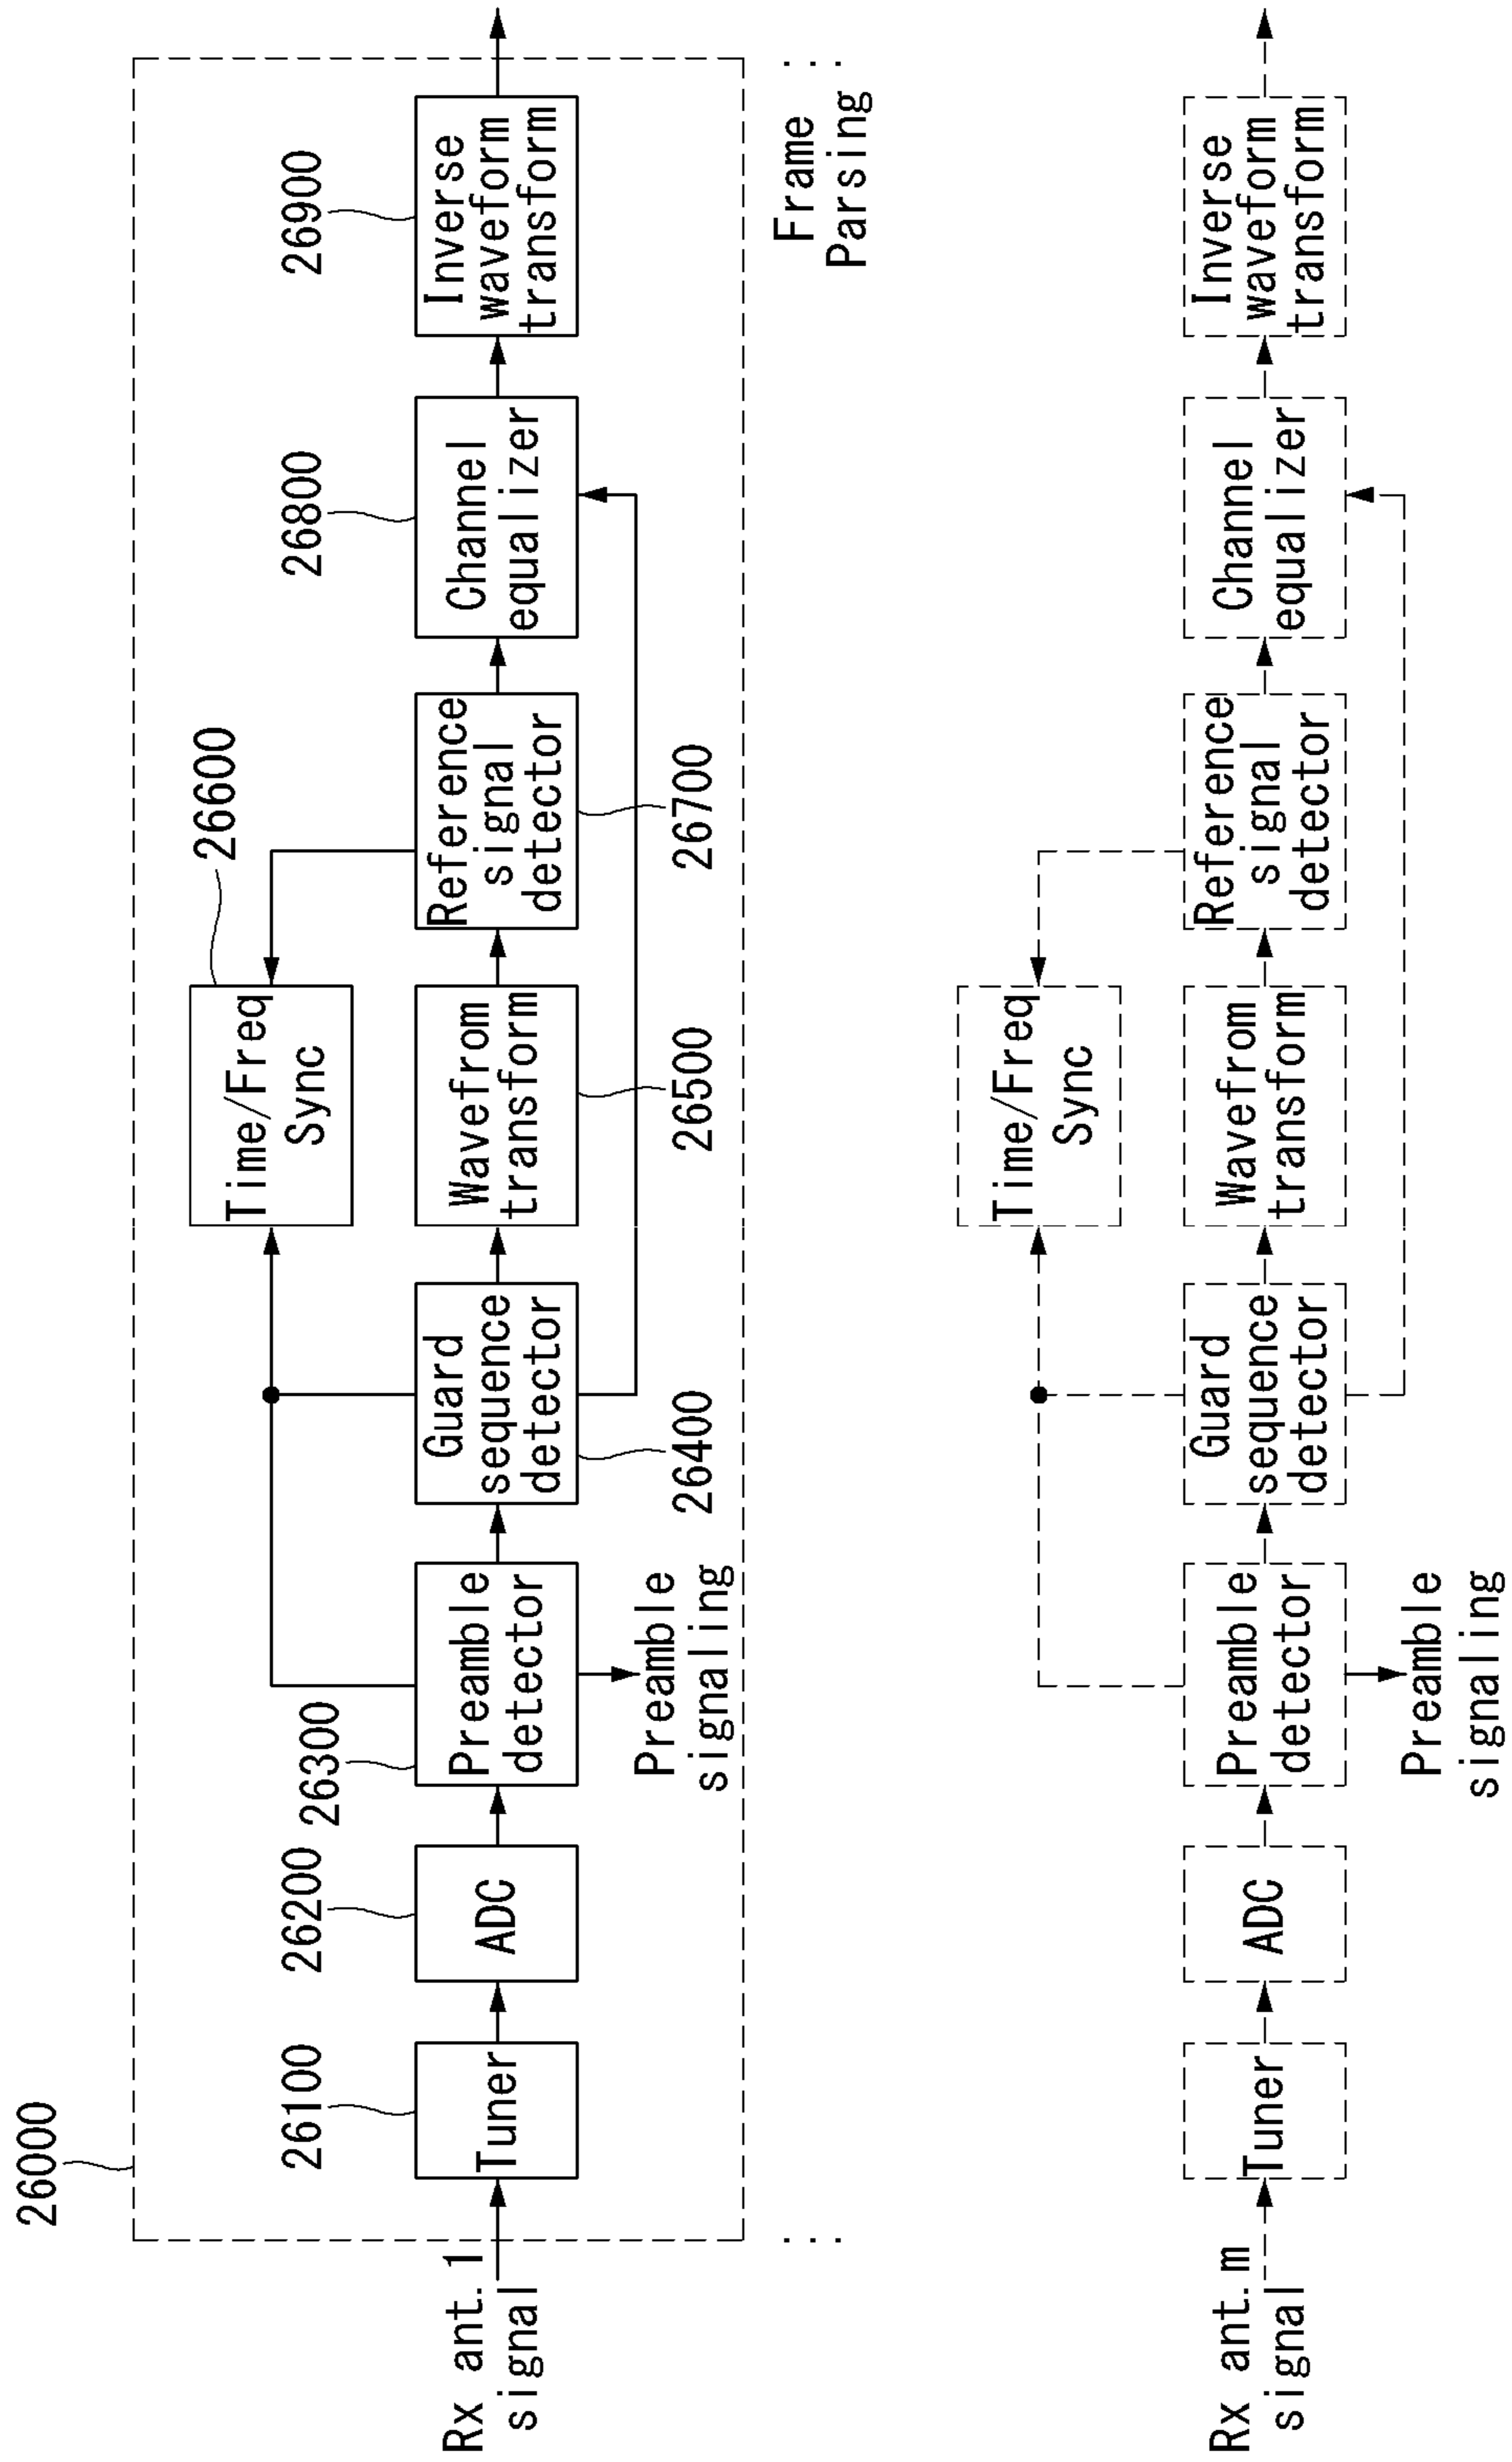 26000
Rx ant. 1
signal
26100
Tuner
26200
ADC
26300
Preamble
detector
Preamble
signaling
Guard
sequence
detector
26400
Time/Freq
Sync
26600
Wavefrom
transform
26500
Reference
signal
detector
26700
Channel
equalizer
26800
Inverse
waveform
transform
26900
...
Frame
Parsing
...
Rx ant. m
signal
Tuner
ADC
Preamble
detector
Preamble
signaling
Guard
sequence
detector
Time/Freq
Sync
Wavefrom
transform
Reference
signal
detector
Channel
equalizer
Inverse
waveform
transform